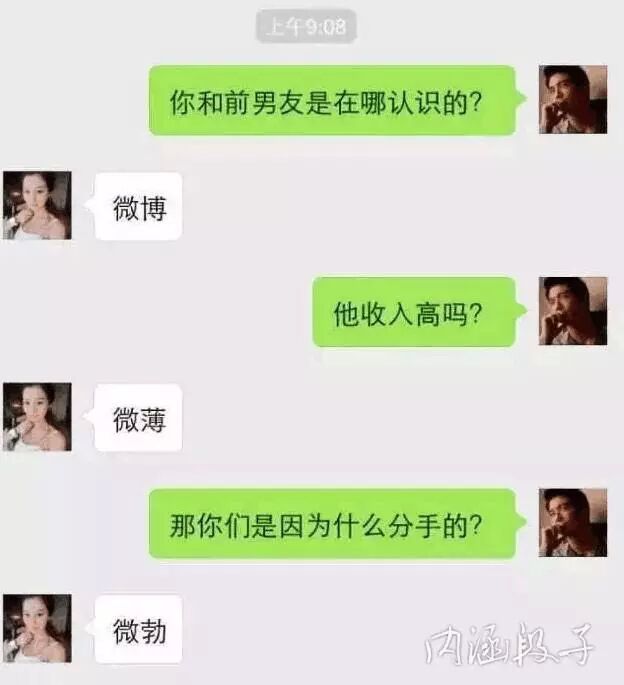 上午9:08
你和前男友是在哪认识的?
微博
他收入高吗?
微薄
那你们是因为什么分手的?
微勃
内涵段子